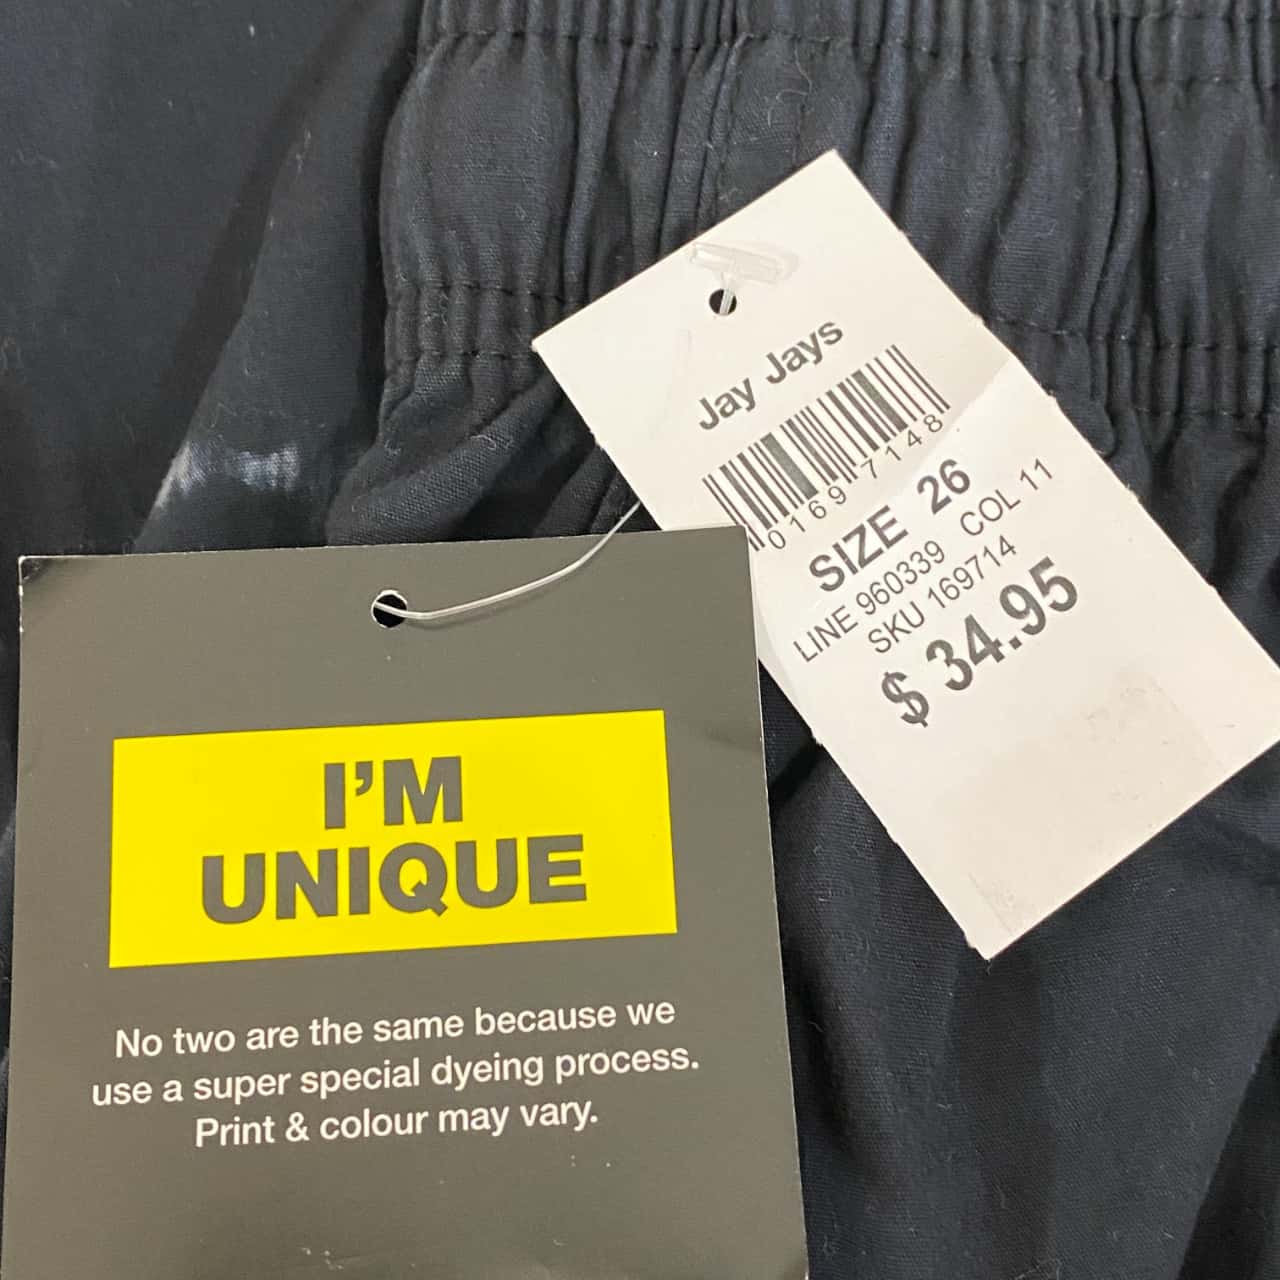 Jay Jays
01697148
SIZE 26
LINE 960339 COL 11
SKU 169714
$ 34.95
I'M
UNIQUE
No two are the same because we
use a super special dyeing process.
Print & colour may vary.